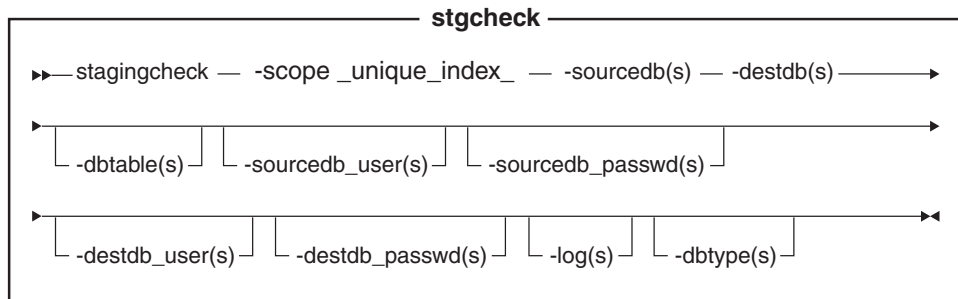 stgcheck
stagingcheck -scope _unique_index_ -sourcedb(s) -destdb(s)
-dbtable(s) -sourcedb_user(s) -sourcedb_passwd(s)
-destdb_user(s) -destdb_passwd(s) -log(s) -dbtype(s)